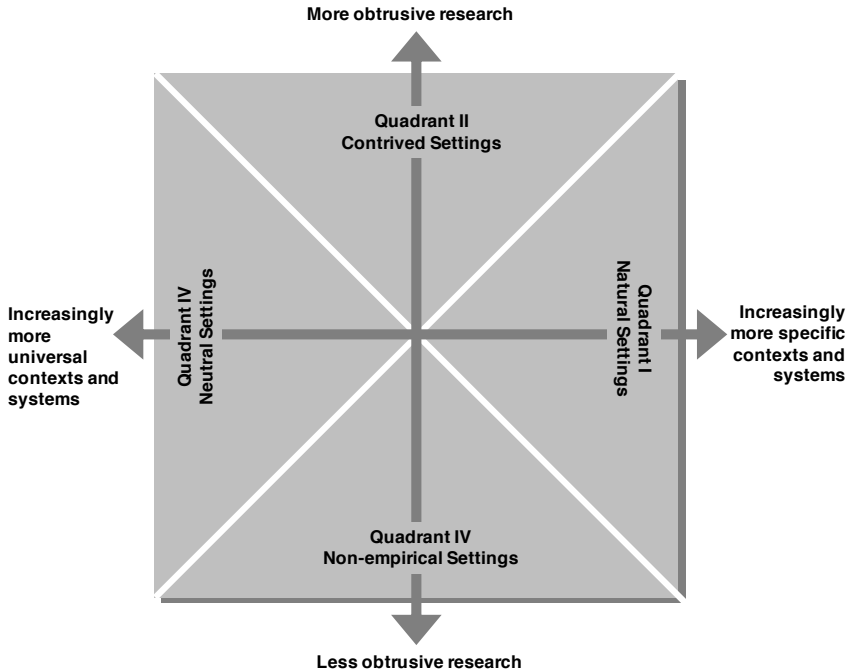 More obtrusive research
Quadrant II
Contrived Settings
Increasingly
more
universal
contexts and
systems
Quadrant IV
Neutral Settings
Quadrant I
Natural Settings
Increasingly
more specific
contexts and
systems
Quadrant IV
Non-empirical Settings
Less obtrusive research